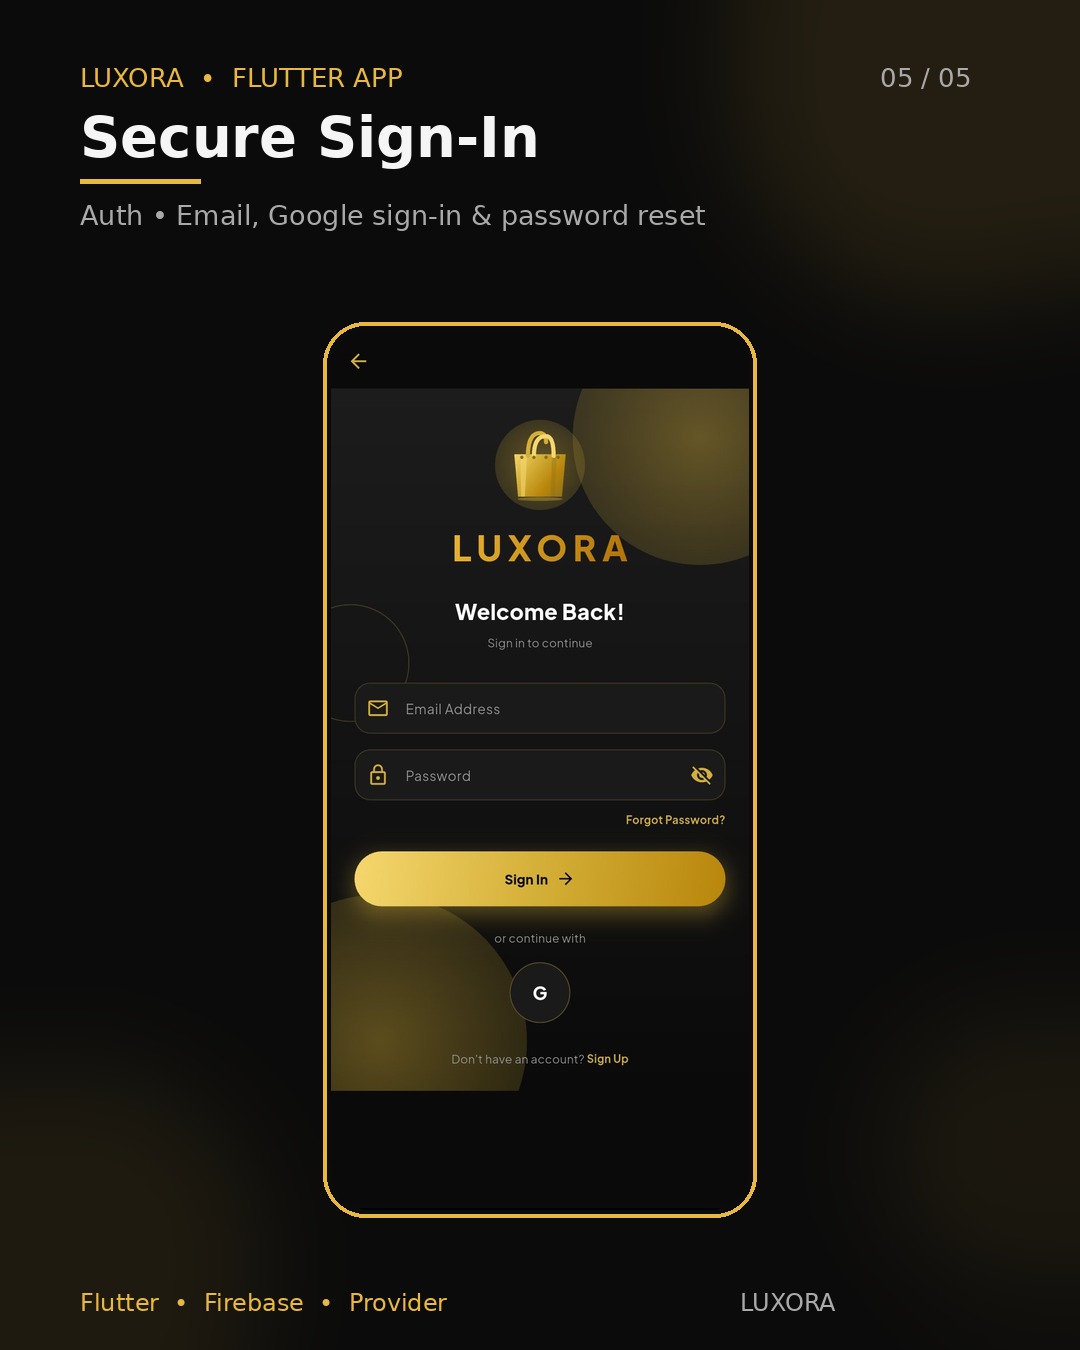 LUXORA • FLUTTER APP
05 / 05
Secure Sign-In
Auth • Email, Google sign-in & password reset
LUXORA
Welcome Back!
Sign in to continue
Email Address
Password
Forgot Password?
Sign In →
or continue with
G
Don't have an account? Sign Up
Flutter • Firebase • Provider
LUXORA